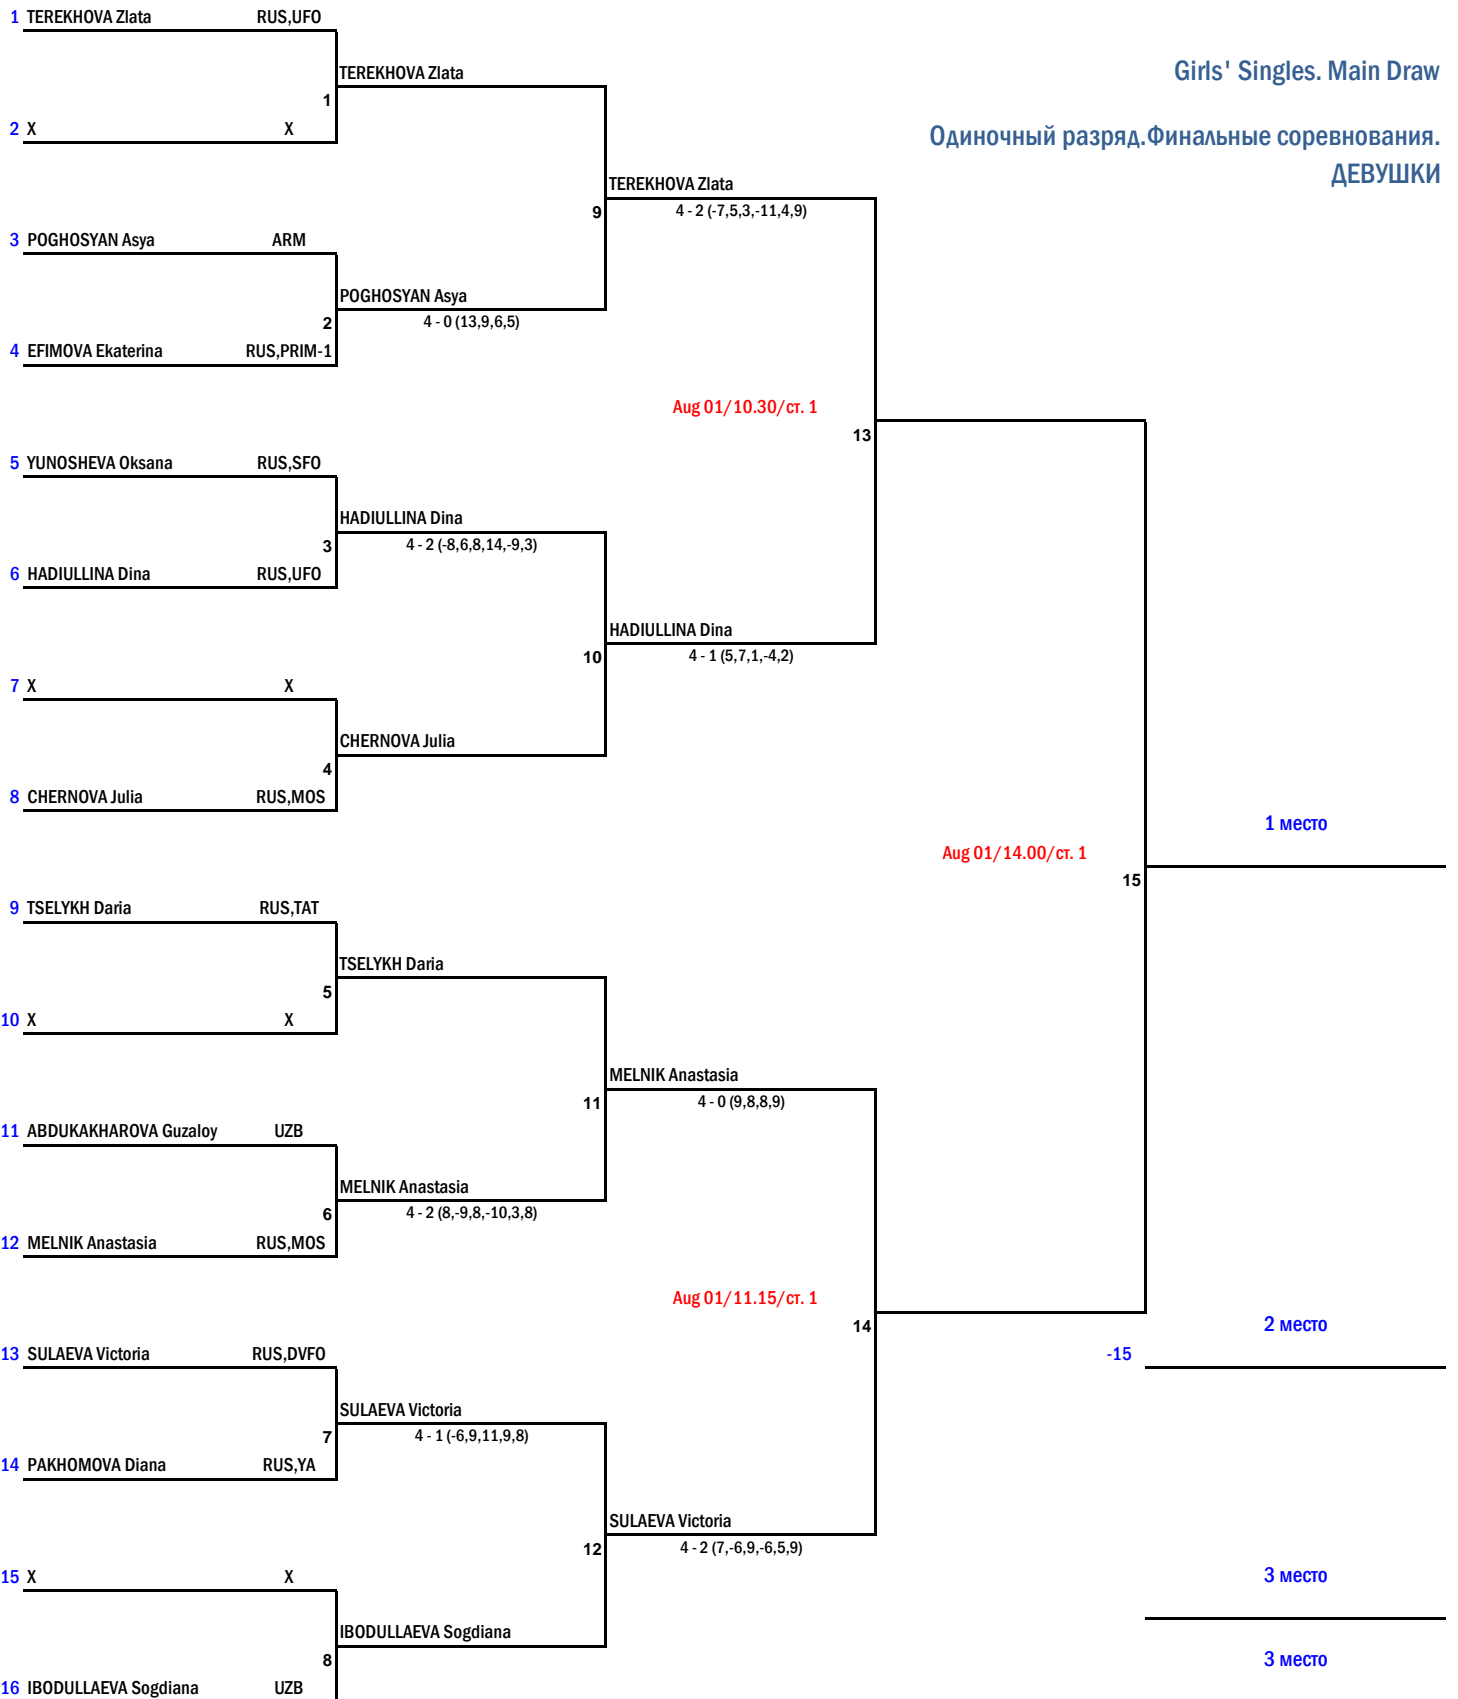 1 TEREKHOVA Zlata RUS,UFO
Girls' Singles. Main Draw
TEREKHOVA Zlata
1
2 X X
Одиночный разряд.Финальные соревнования.
ДЕВУШКИ
TEREKHOVA Zlata
9
4 - 2 (-7,5,3,-11,4,9)
3 POGHOSYAN Asya ARM
POGHOSYAN Asya
2
4 - 0 (13,9,6,5)
4 EFIMOVA Ekaterina RUS,PRIM-1
Aug 01/10.30/ст. 1
13
5 YUNOSHEVA Oksana RUS,SFO
HADIULLINA Dina
3
4 - 2 (-8,6,8,14,-9,3)
6 HADIULLINA Dina RUS,UFO
HADIULLINA Dina
10
4 - 1 (5,7,1,-4,2)
7 X X
CHERNOVA Julia
4
8 CHERNOVA Julia RUS,MOS
1 место
Aug 01/14.00/ст. 1
15
9 TSELYKH Daria RUS,TAT
TSELYKH Daria
5
10 X X
MELNIK Anastasia
11
4 - 0 (9,8,8,9)
11 ABDUKAKHAROVA Guzaloy UZB
MELNIK Anastasia
6
4 - 2 (8,-9,8,-10,3,8)
12 MELNIK Anastasia RUS,MOS
Aug 01/11.15/ст. 1
14
2 место
13 SULAEVA Victoria RUS,DVFO
-15
SULAEVA Victoria
7
4 - 1 (-6,9,11,9,8)
14 PAKHOMOVA Diana RUS,YA
SULAEVA Victoria
12
4 - 2 (7,-6,9,-6,5,9)
15 X X
3 место
IBODULLAEVA Sogdiana
8
3 место
16 IBODULLAEVA Sogdiana UZB